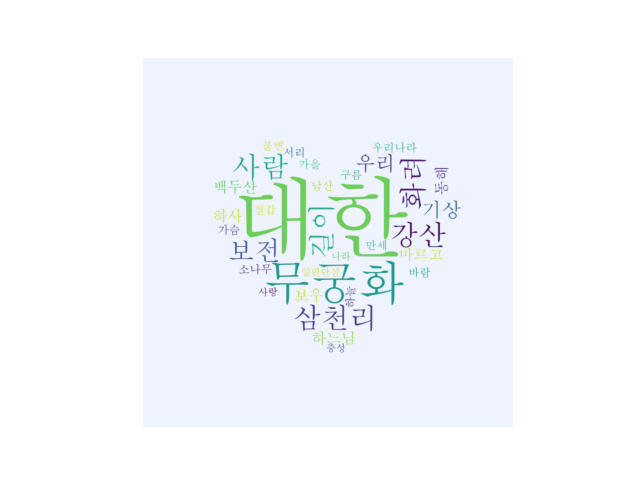 불변
서리
우리나라
사람
가을
우리
화려
동해
백두산
철갑
남산
구름
대한
하사
기상
가슴
보전
길이
강산
만세
마르고
나라
소나무
무궁화
일편단심
바람
사랑
보우
하늘
삼천리
하느님
충성